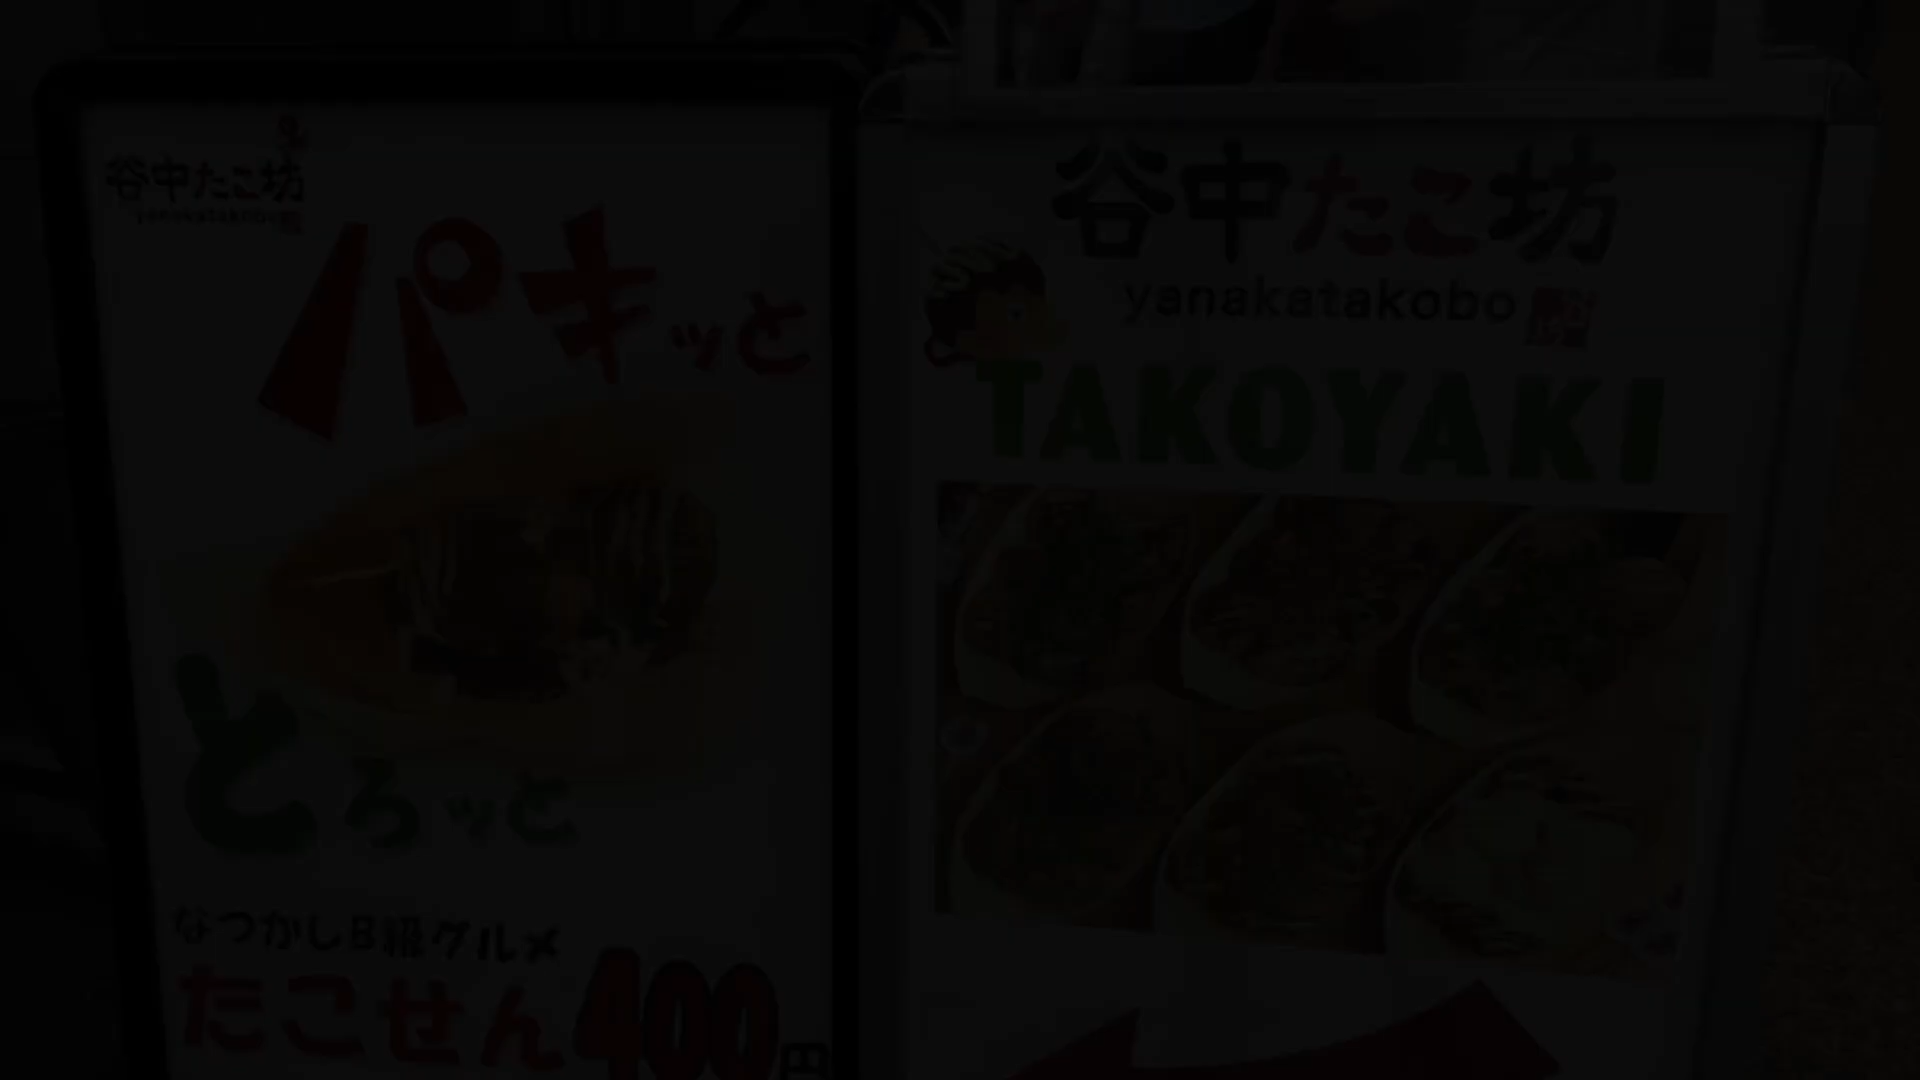 谷中たこ坊
yanakatakobo
パキッと
とろッと
なつかしB級グルメ
たこせん400円
谷中たこ坊
yanakatakobo
TAKOYAKI